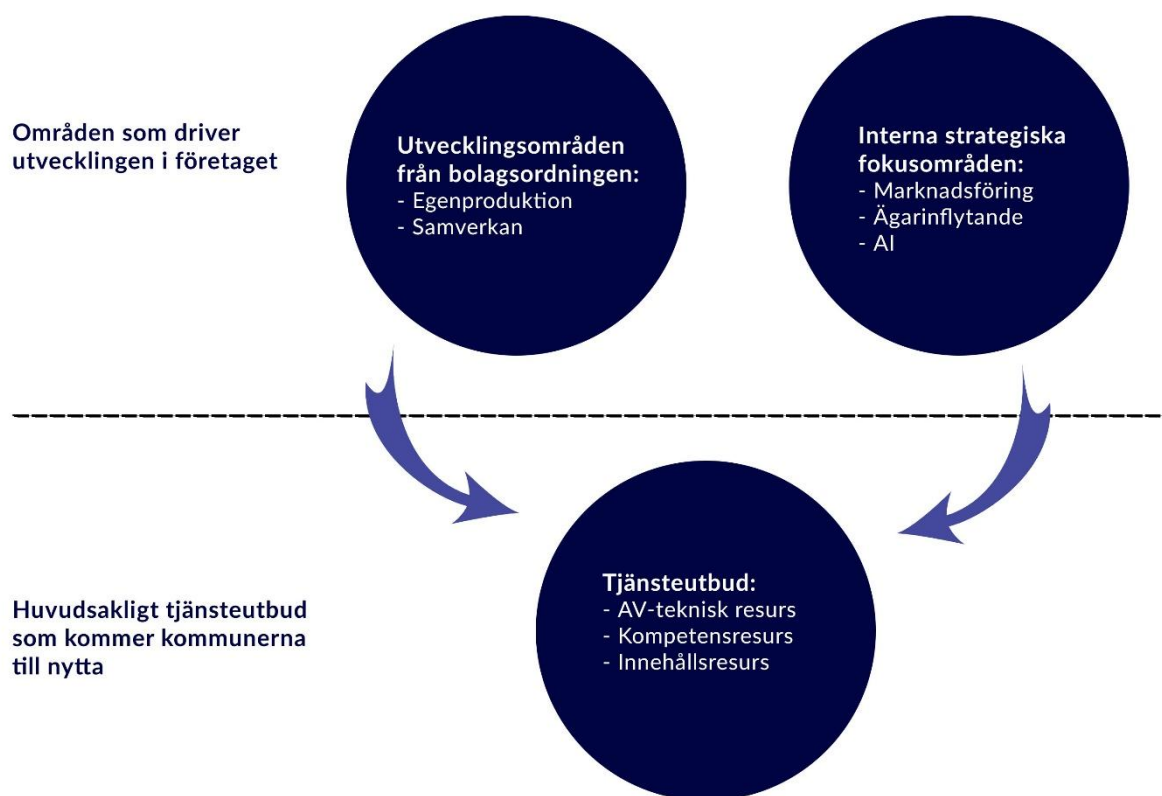 Områden som driver
utvecklingen i företaget
Utvecklingsområden
från bolagsordningen:
- Egenproduktion
- Samverkan
Interna strategiska
fokusområden:
- Marknadsföring
- Ägarinflytande
- AI
Huvudsakligt tjänsteutbud
som kommer kommunerna
till nytta
Tjänsteutbud:
- AV-teknisk resurs
- Kompetensresurs
- Innehållsresurs